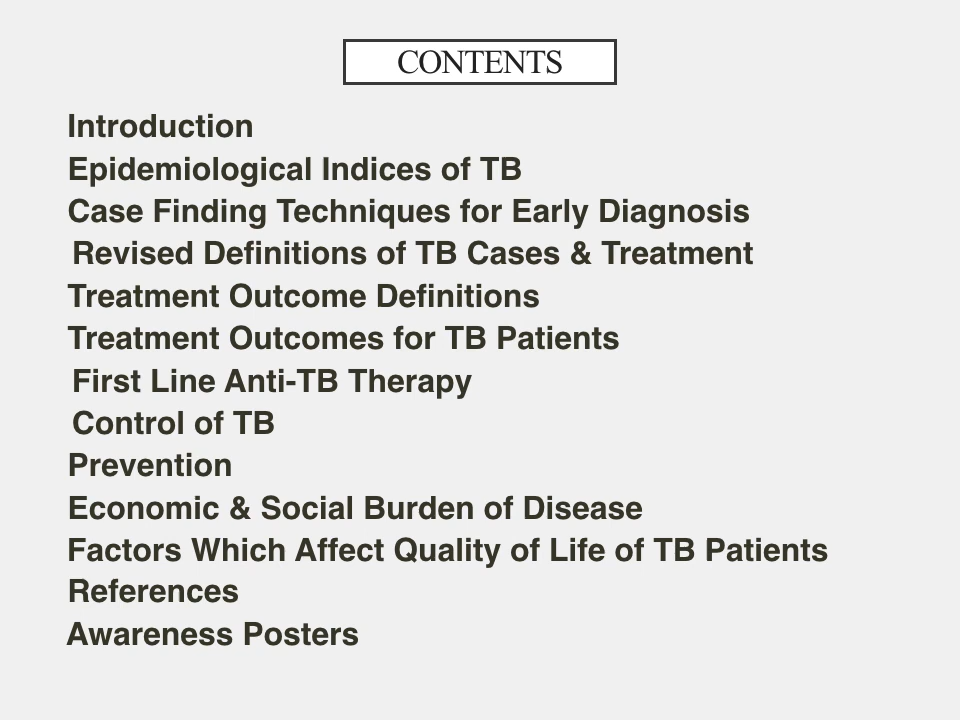 CONTENTS
Introduction
Epidemiological Indices of TB
Case Finding Techniques for Early Diagnosis
Revised Definitions of TB Cases & Treatment
Treatment Outcome Definitions
Treatment Outcomes for TB Patients
First Line Anti-TB Therapy
Control of TB
Prevention
Economic & Social Burden of Disease
Factors Which Affect Quality of Life of TB Patients
References
Awareness Posters